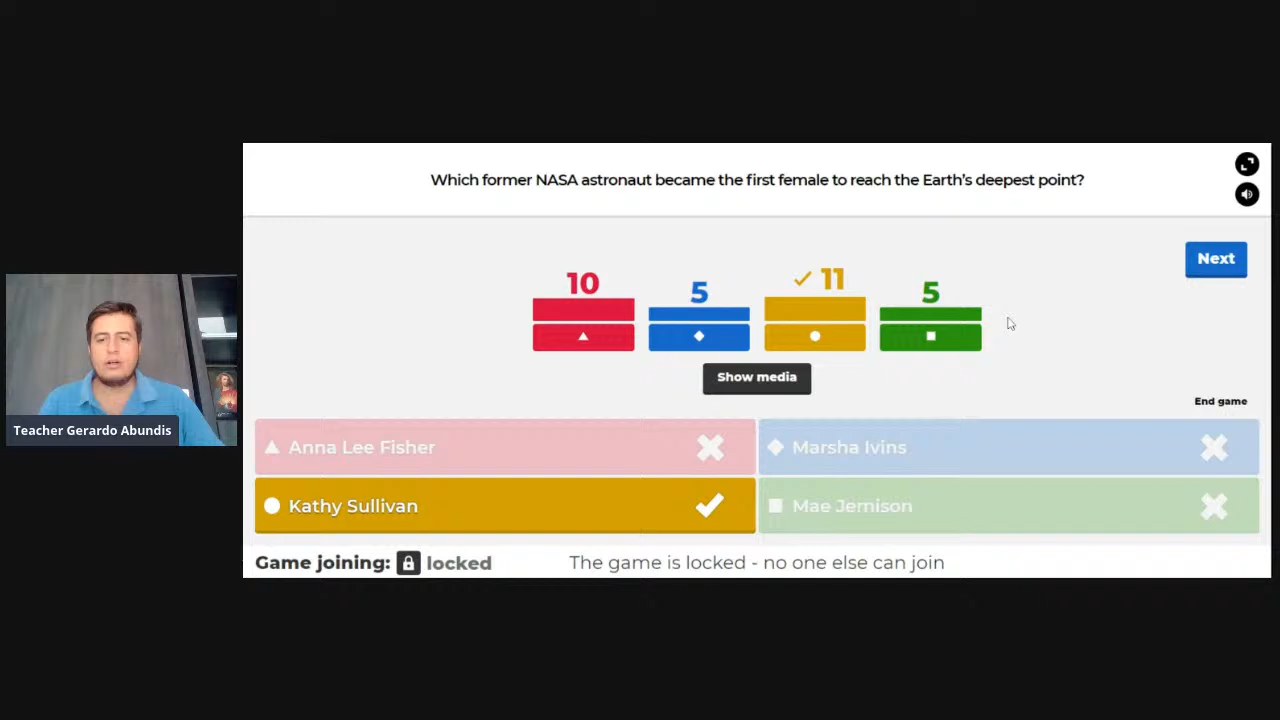 Which former NASA astronaut became the first female to reach the Earth's deepest point?
Next
10
5
11
5
Show media
End game
Teacher Gerardo Abundis
Anna Lee Fisher
Marsha Ivins
Kathy Sullivan
Mae Jemison
Game joining: locked
The game is locked - no one else can join